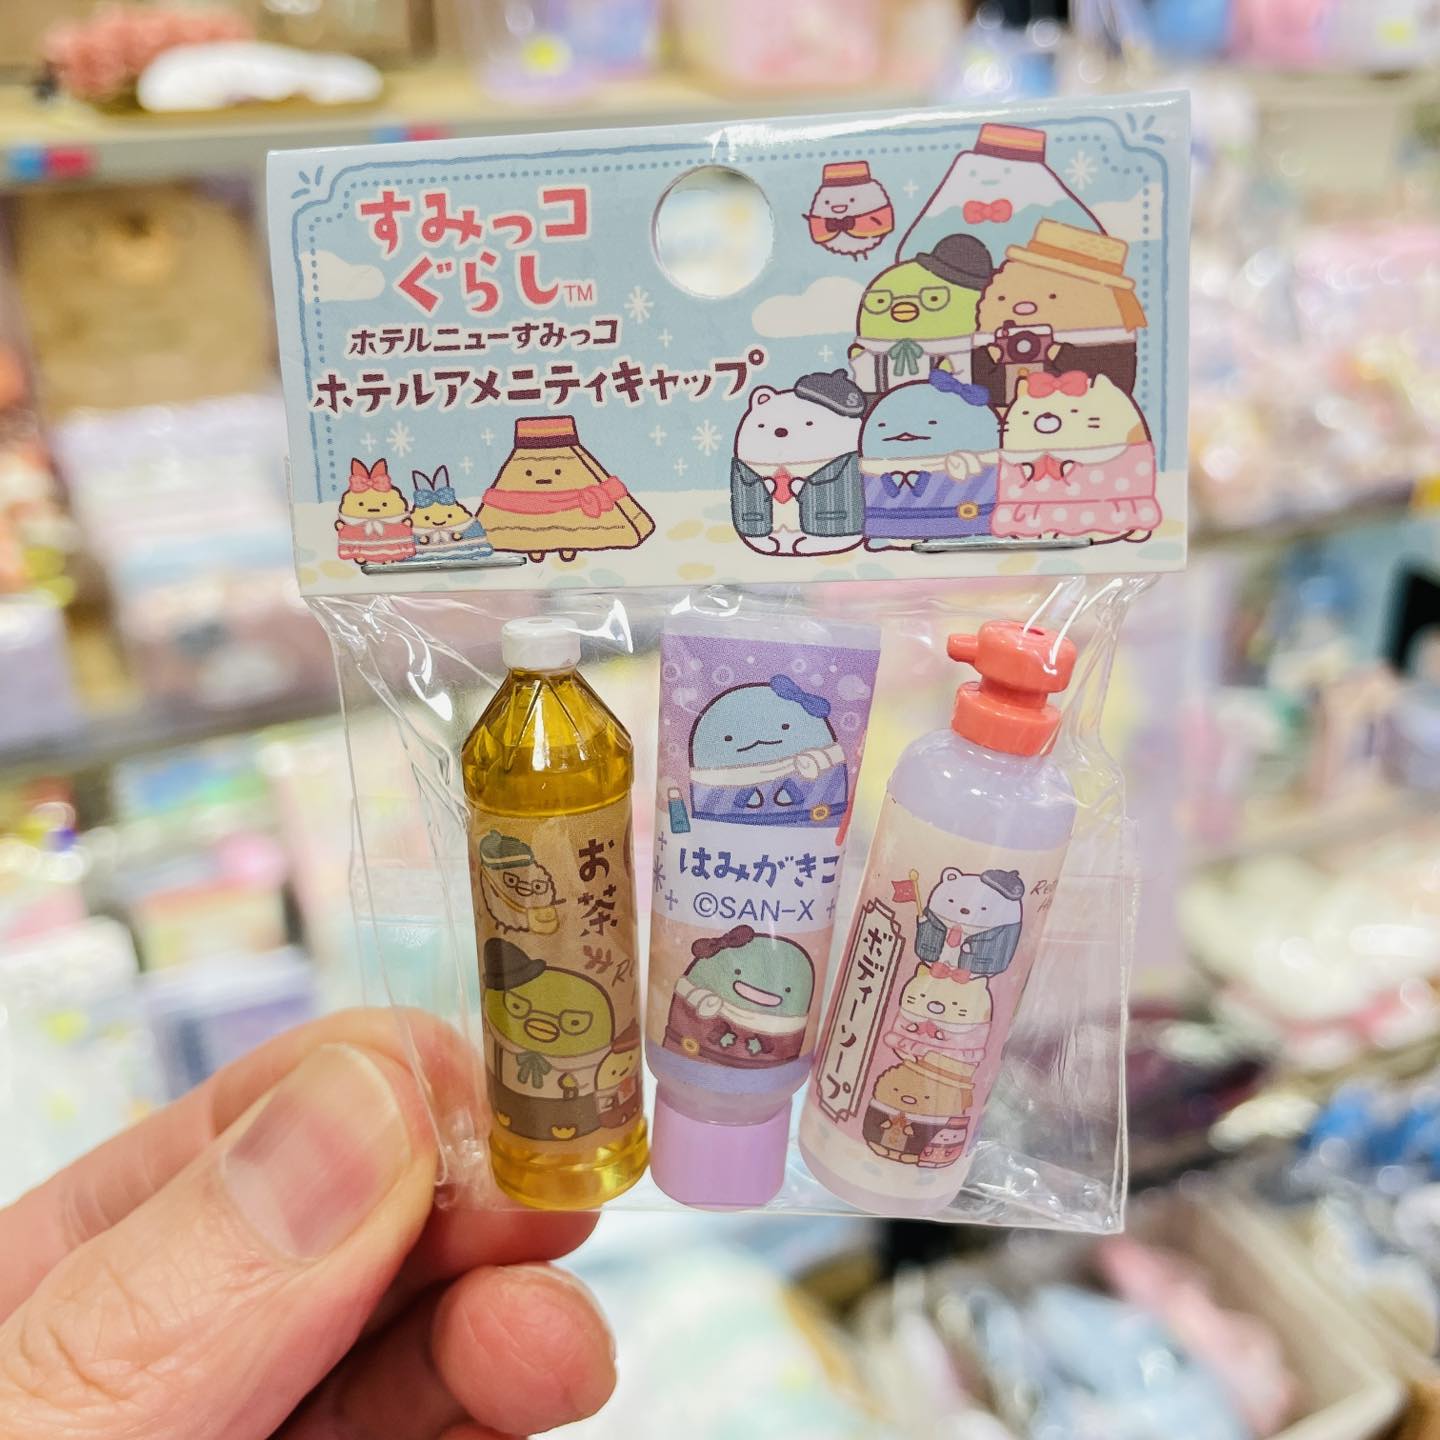 すみっコ
ぐらし™
ホテルニューすみっコ
ホテルアメニティキャップ
お茶
はみがきこ
©SAN-X
ボディーソープ